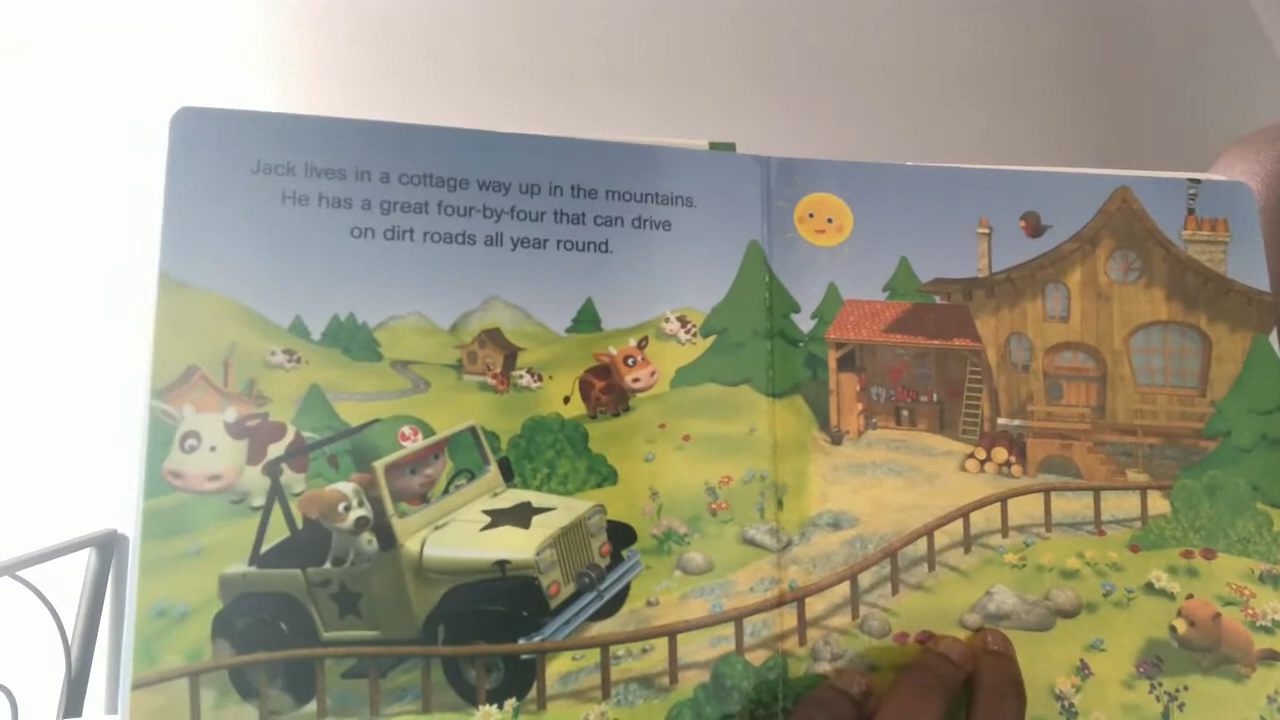 Jack lives in a cottage way up in the mountains.
He has a great four-by-four that can drive
on dirt roads all year round.